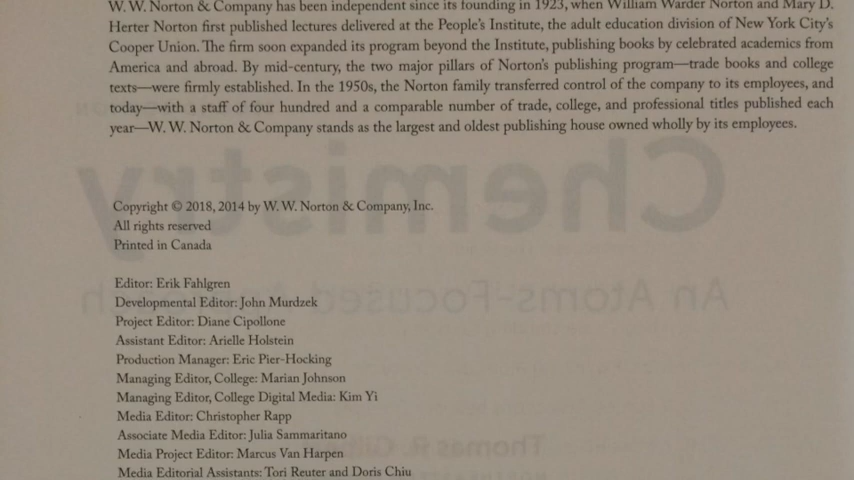 W. W. Norton & Company has been independent since its founding in 1923, when William Warder Norton and Mary D.
Herter Norton first published lectures delivered at the People's Institute, the adult education division of New York City's
Cooper Union. The firm soon expanded its program beyond the Institute, publishing books by celebrated academics from
America and abroad. By mid-century, the two major pillars of Norton's publishing program—trade books and college
texts—were firmly established. In the 1950s, the Norton family transferred control of the company to its employees, and
today—with a staff of four hundred and a comparable number of trade, college, and professional titles published each
year—W. W. Norton & Company stands as the largest and oldest publishing house owned wholly by its employees.
Chemistry
Copyright © 2018, 2014 by W. W. Norton & Company, Inc.
All rights reserved
Printed in Canada
An Atoms-Focused
Editor: Erik Fahlgren
Developmental Editor: John Murdzek
Project Editor: Diane Cipollone
Assistant Editor: Arielle Holstein
Production Manager: Eric Pier-Hocking
Managing Editor, College: Marian Johnson
Managing Editor, College Digital Media: Kim Yi
Media Editor: Christopher Rapp
Associate Media Editor: Julia Sammaritano
Thomas R.
Media Project Editor: Marcus Van Harpen
Media Editorial Assistants: Tori Reuter and Doris Chiu